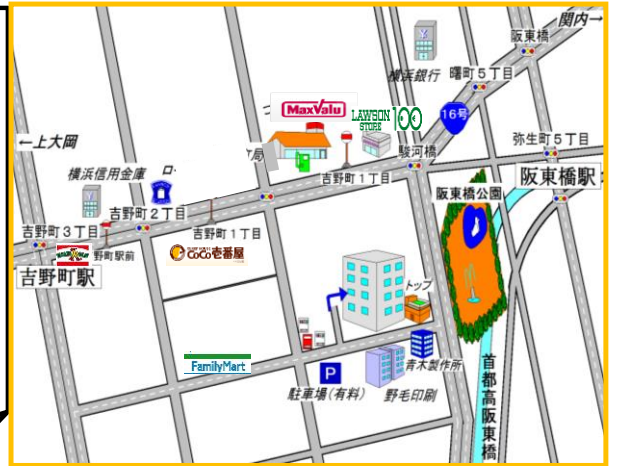 関内→
阪東橋
横浜銀行
曙町5丁目
MaxValu
LAWSON
STORE
100
16号
←上大岡
弥生町5丁目
駿河橋
局
吉野町1丁目
阪東橋駅
横浜信用金庫
ロ
阪東橋公園
吉野町2丁目
吉野町3丁目
吉野町1丁目
野町駅前
CoCo壱番屋
吉野町駅
トップ
FamilyMart
P
青木製作所
駐車場(有料)
野毛印刷
首都高阪東橋